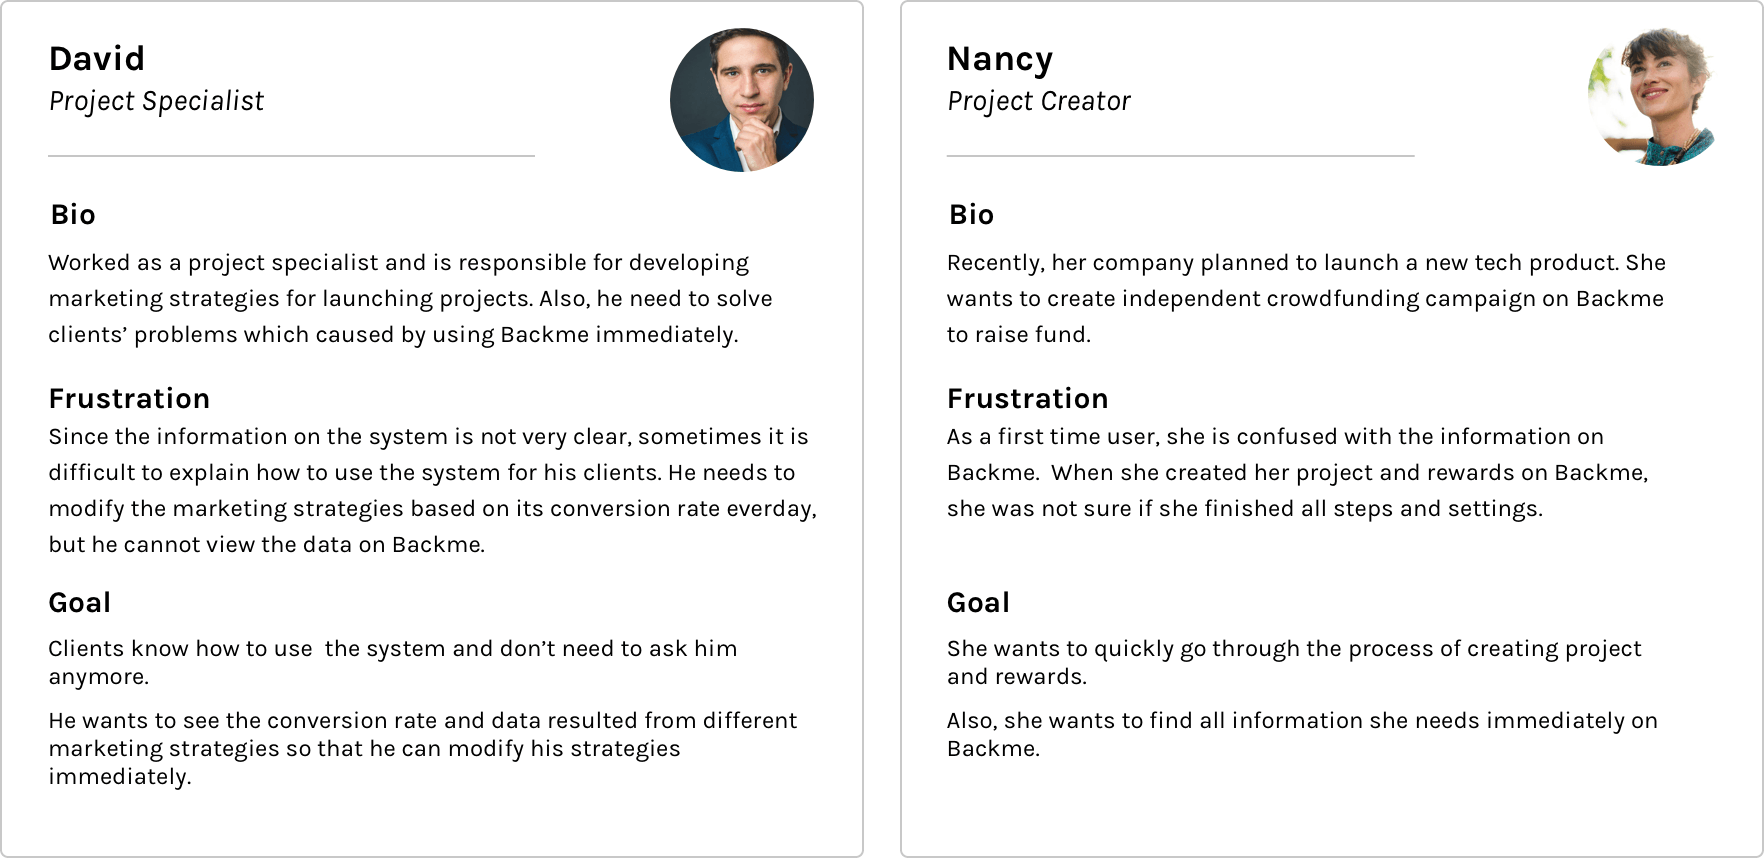 David
Project Specialist
Bio
Worked as a project specialist and is responsible for developing
marketing strategies for launching projects. Also, he need to solve
clients’ problems which caused by using Backme immediately.
Frustration
Since the information on the system is not very clear, sometimes it is
difficult to explain how to use the system for his clients. He needs to
modify the marketing strategies based on its conversion rate everday,
but he cannot view the data on Backme.
Goal
Clients know how to use  the system and don’t need to ask him
anymore.
He wants to see the conversion rate and data resulted from different
marketing strategies so that he can modify his strategies
immediately.
Nancy
Project Creator
Bio
Recently, her company planned to launch a new tech product. She
wants to create independent crowdfunding campaign on Backme
to raise fund.
Frustration
As a first time user, she is confused with the information on
Backme.  When she created her project and rewards on Backme,
she was not sure if she finished all steps and settings.
Goal
She wants to quickly go through the process of creating project
and rewards.
Also, she wants to find all information she needs immediately on
Backme.